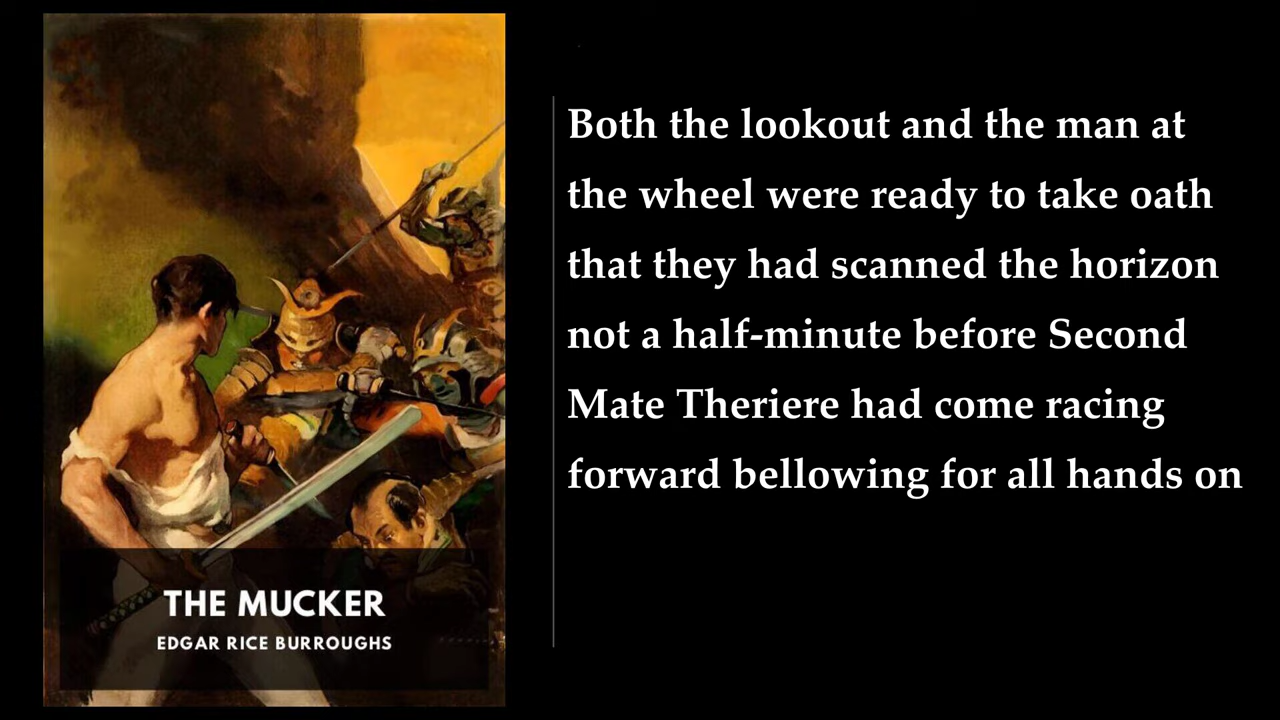 THE MUCKER
EDGAR RICE BURROUGHS
Both the lookout and the man at
the wheel were ready to take oath
that they had scanned the horizon
not a half-minute before Second
Mate Theriere had come racing
forward bellowing for all hands on